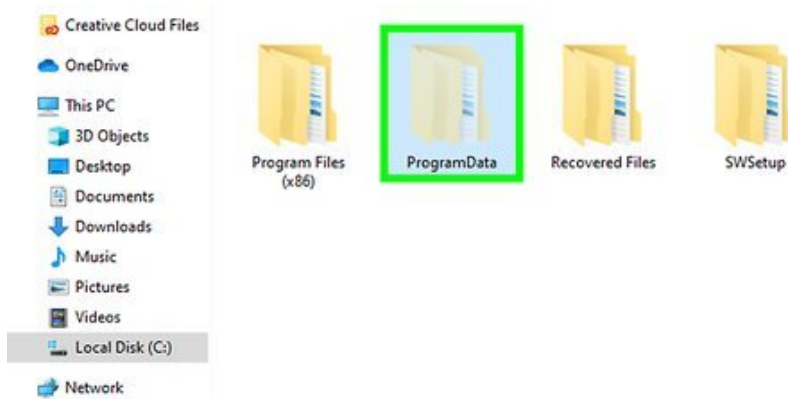 Creative Cloud Files
OneDrive
This PC
3D Objects
Desktop
Documents
Downloads
Music
Pictures
Videos
Local Disk (C:)
Network
Program Files
(x86)
ProgramData
Recovered Files
SWSetup